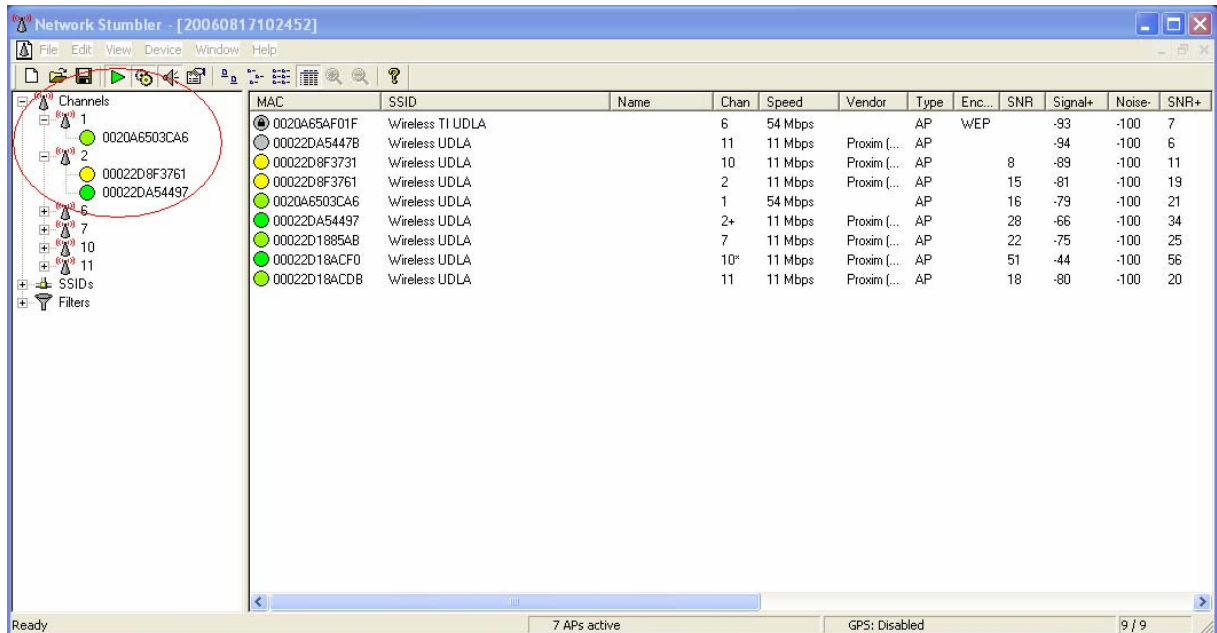 Network Stumbler - [20060817102452]
File Edit View Device Window Help
Channels
1
0020A6503CA6
2
00022D8F3761
00022DA54497
6
7
10
11
SSIDs
Filters
MAC SSID Name Chan Speed Vendor Type Enc... SNR Signal+ Noise- SNR+
0020A65AF01F Wireless TI UDLA 6 54 Mbps AP WEP -93 -100 7
00022DA5447B Wireless UDLA 11 11 Mbps Proxim (... AP -94 -100 6
00022D8F3731 Wireless UDLA 10 11 Mbps Proxim (... AP 8 -89 -100 11
00022D8F3761 Wireless UDLA 2 11 Mbps Proxim (... AP 15 -81 -100 19
0020A6503CA6 Wireless UDLA 1 54 Mbps AP 16 -79 -100 21
00022DA54497 Wireless UDLA 2+ 11 Mbps Proxim (... AP 28 -66 -100 34
00022D1885AB Wireless UDLA 7 11 Mbps Proxim (... AP 22 -75 -100 25
00022D18ACF0 Wireless UDLA 10* 11 Mbps Proxim (... AP 51 -44 -100 56
00022D18ACDB Wireless UDLA 11 11 Mbps Proxim (... AP 18 -80 -100 20
Ready 7 APs active GPS: Disabled 9 / 9